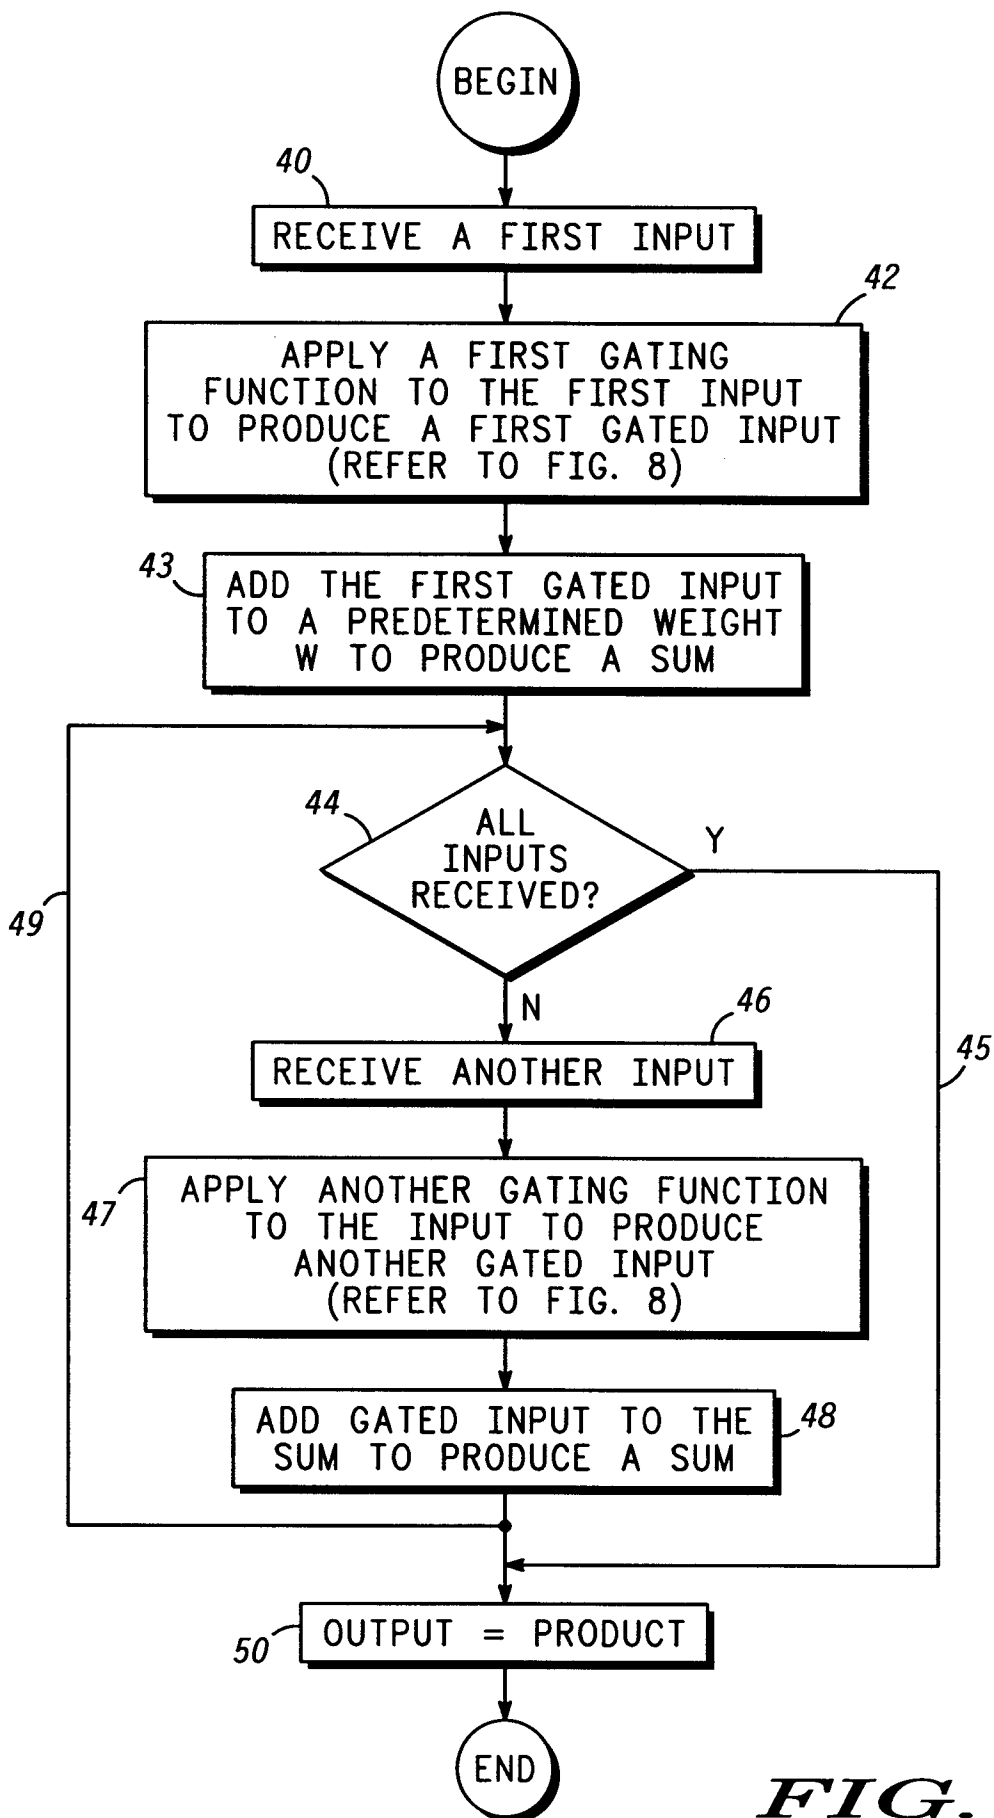 BEGIN
40
RECEIVE A FIRST INPUT
42
APPLY A FIRST GATING
FUNCTION TO THE FIRST INPUT
TO PRODUCE A FIRST GATED INPUT
(REFER TO FIG. 8)
43
ADD THE FIRST GATED INPUT
TO A PREDETERMINED WEIGHT
W TO PRODUCE A SUM
44
ALL
INPUTS
RECEIVED?
Y
49
N
46
45
RECEIVE ANOTHER INPUT
47
APPLY ANOTHER GATING FUNCTION
TO THE INPUT TO PRODUCE
ANOTHER GATED INPUT
(REFER TO FIG. 8)
48
ADD GATED INPUT TO THE
SUM TO PRODUCE A SUM
50
OUTPUT = PRODUCT
END
FIG.